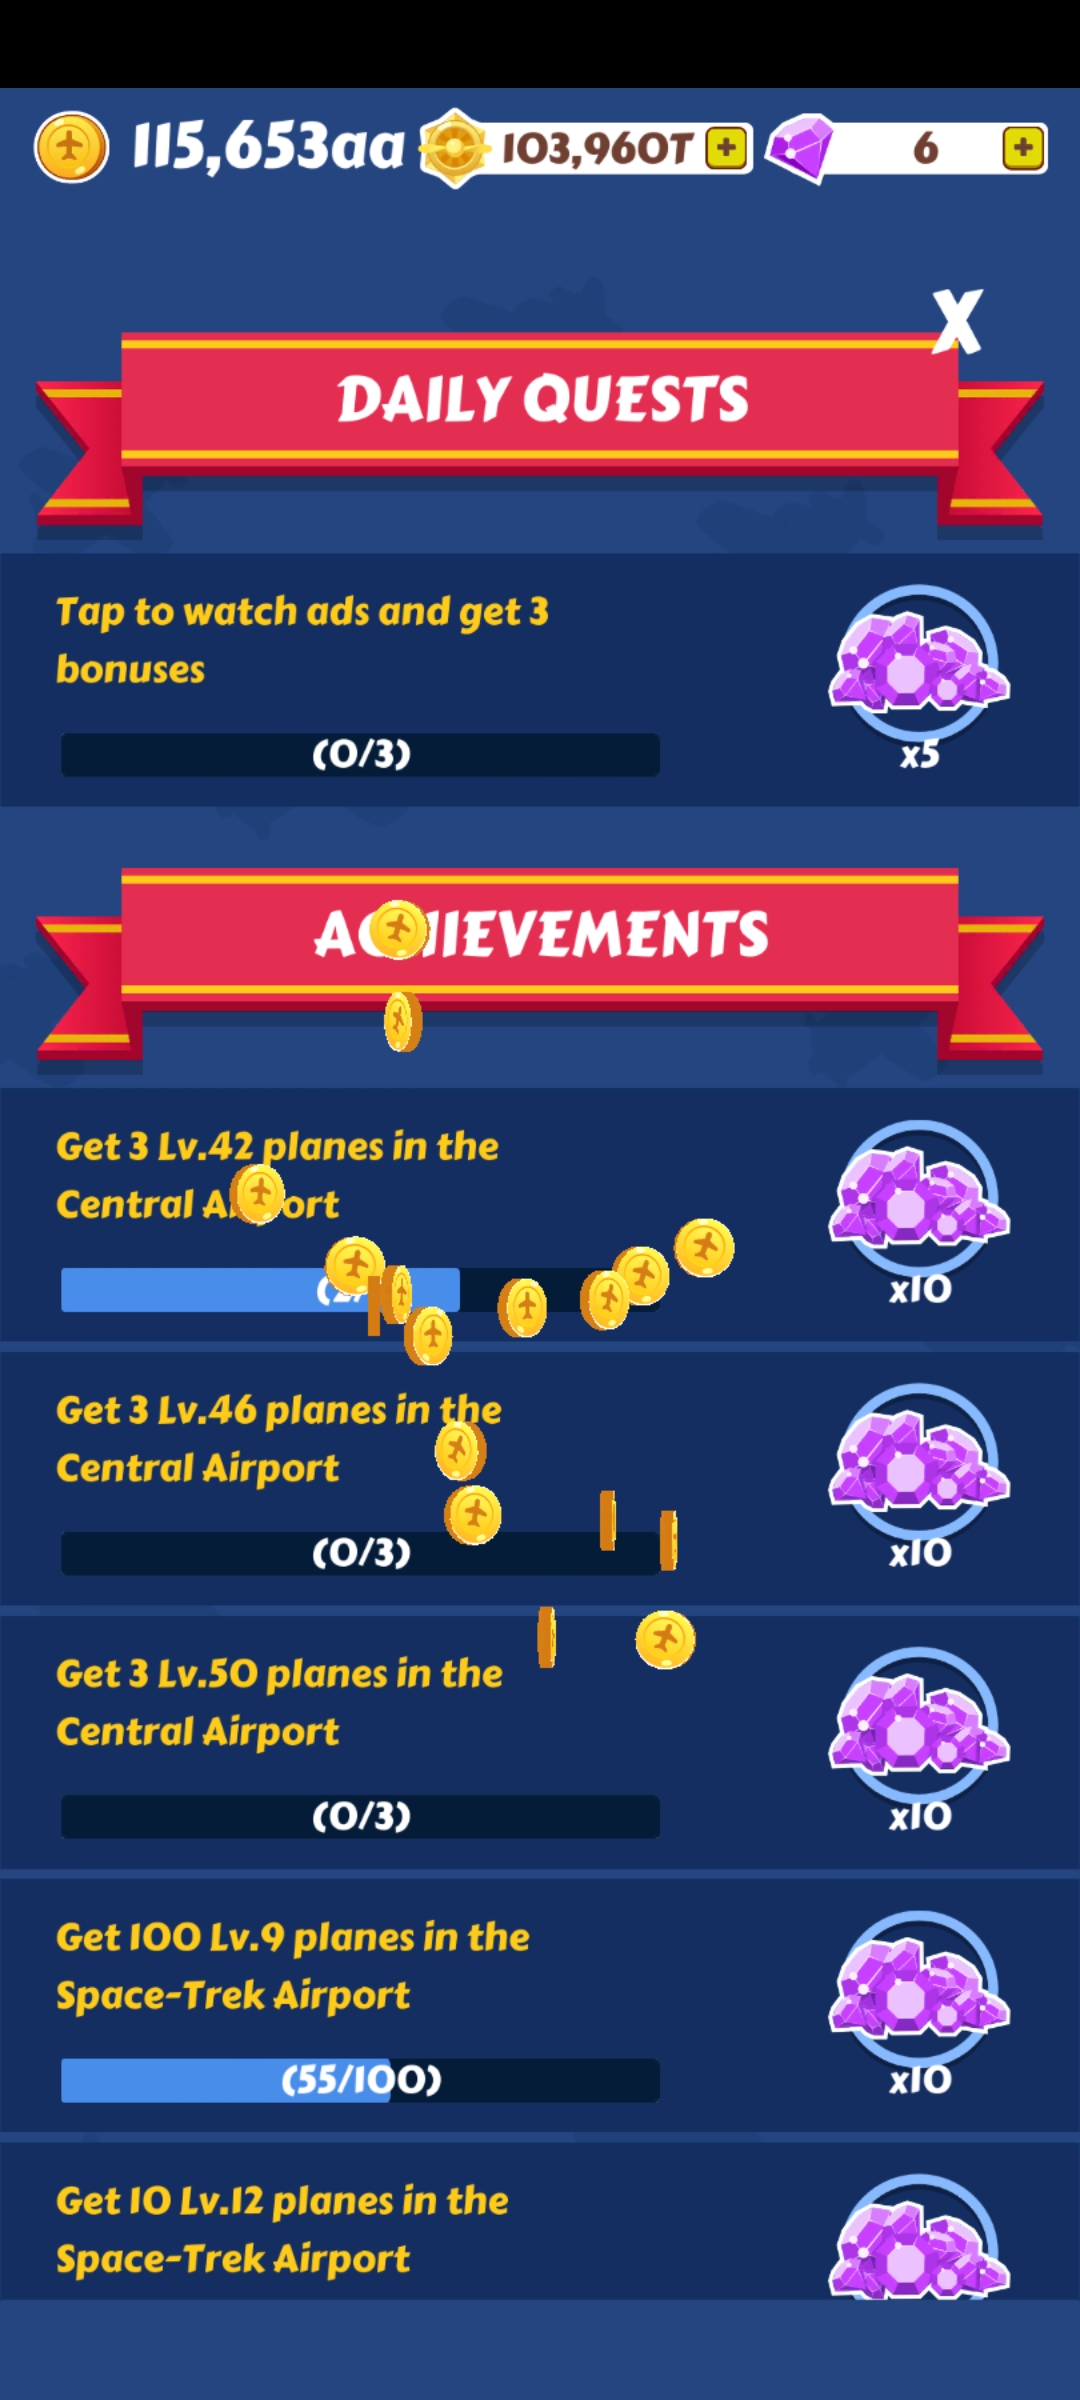 115,653aa
103,960T
+
6
+
X
DAILY QUESTS
Tap to watch ads and get 3
bonuses
(0/3)
x5
ACHIEVEMENTS
Get 3 Lv.42 planes in the
Central Airport
x10
Get 3 Lv.46 planes in the
Central Airport
(0/3)
x10
Get 3 Lv.50 planes in the
Central Airport
(0/3)
x10
Get 100 Lv.9 planes in the
Space-Trek Airport
(55/100)
x10
Get 10 Lv.12 planes in the
Space-Trek Airport